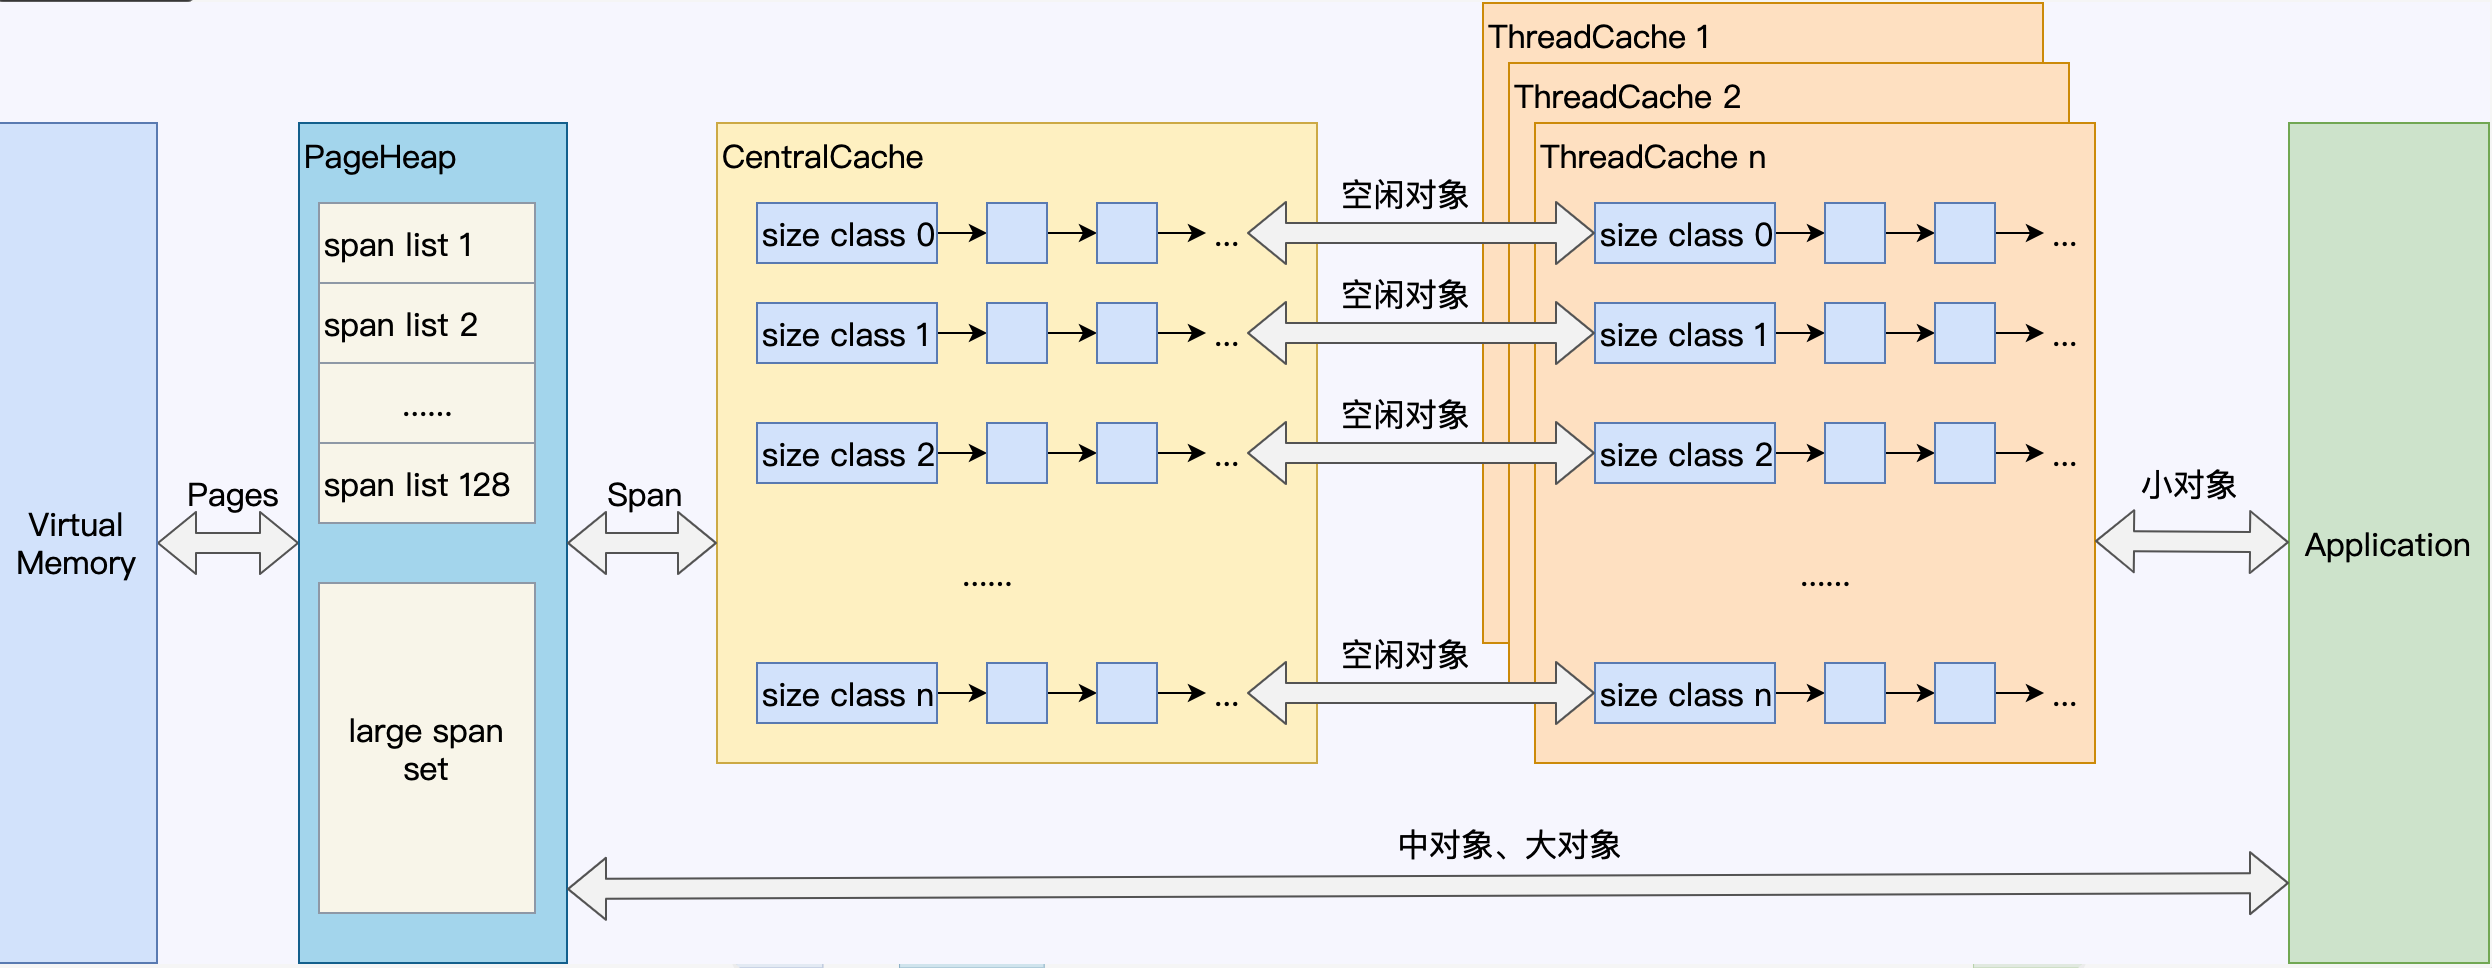 Virtual
Memory
Pages
PageHeap
span list 1
span list 2
......
span list 128
large span
set
Span
CentralCache
size class 0
...
size class 1
...
size class 2
...
......
size class n
...
空闲对象
空闲对象
空闲对象
空闲对象
ThreadCache 1
ThreadCache 2
ThreadCache n
size class 0
...
size class 1
...
size class 2
...
......
size class n
...
小对象
中对象、大对象
Application